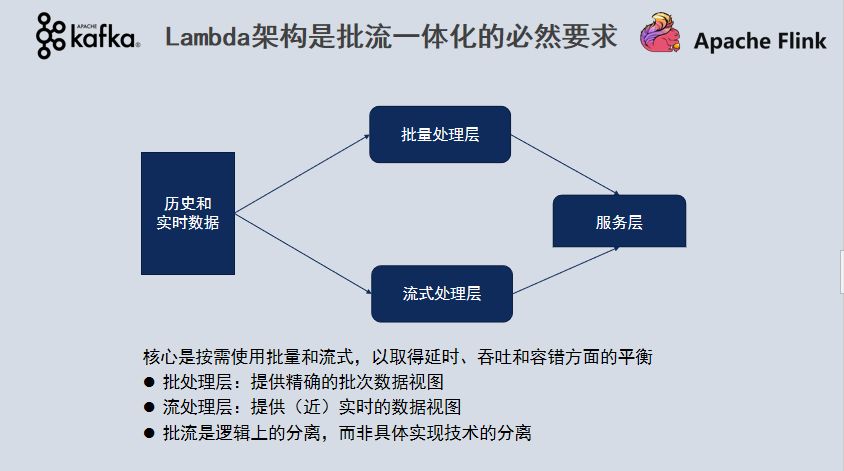 APACHE
kafka®
Lambda架构是批流一体化的必然要求
Apache Flink
批量处理层
历史和
实时数据
服务层
流式处理层
核心是按需使用批量和流式，以取得延时、吞吐和容错方面的平衡
● 批处理层：提供精确的批次数据视图
● 流处理层：提供（近）实时的数据视图
● 批流是逻辑上的分离，而非具体实现技术的分离